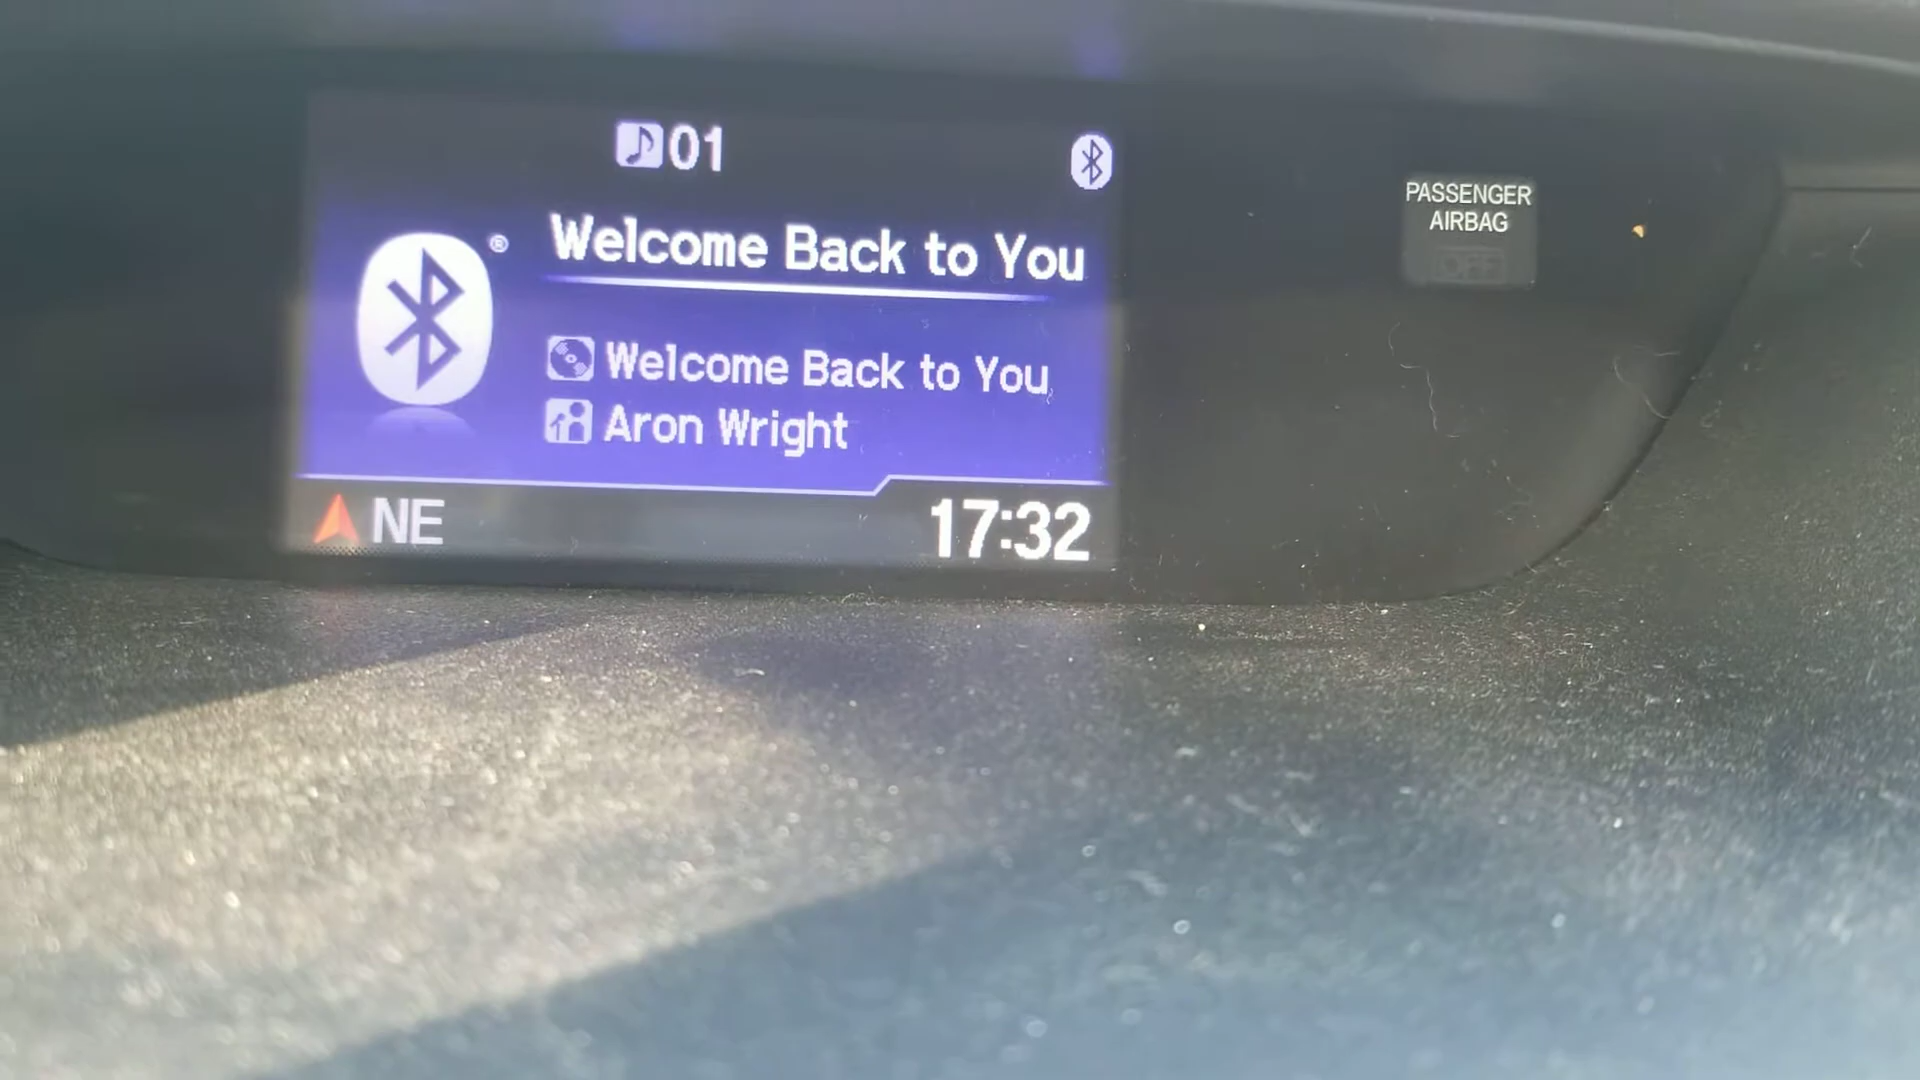 01
Welcome Back to You
Welcome Back to You
Aron Wright
NE
17:32
PASSENGER
AIRBAG
OFF